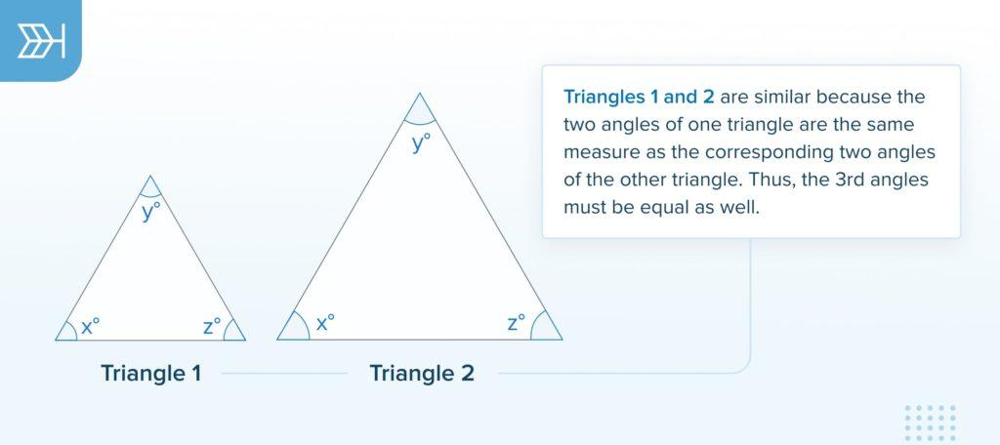 Triangles 1 and 2 are similar because the
two angles of one triangle are the same
measure as the corresponding two angles
of the other triangle. Thus, the 3rd angles
must be equal as well.
y°
x°
z°
Triangle 1
y°
x°
z°
Triangle 2